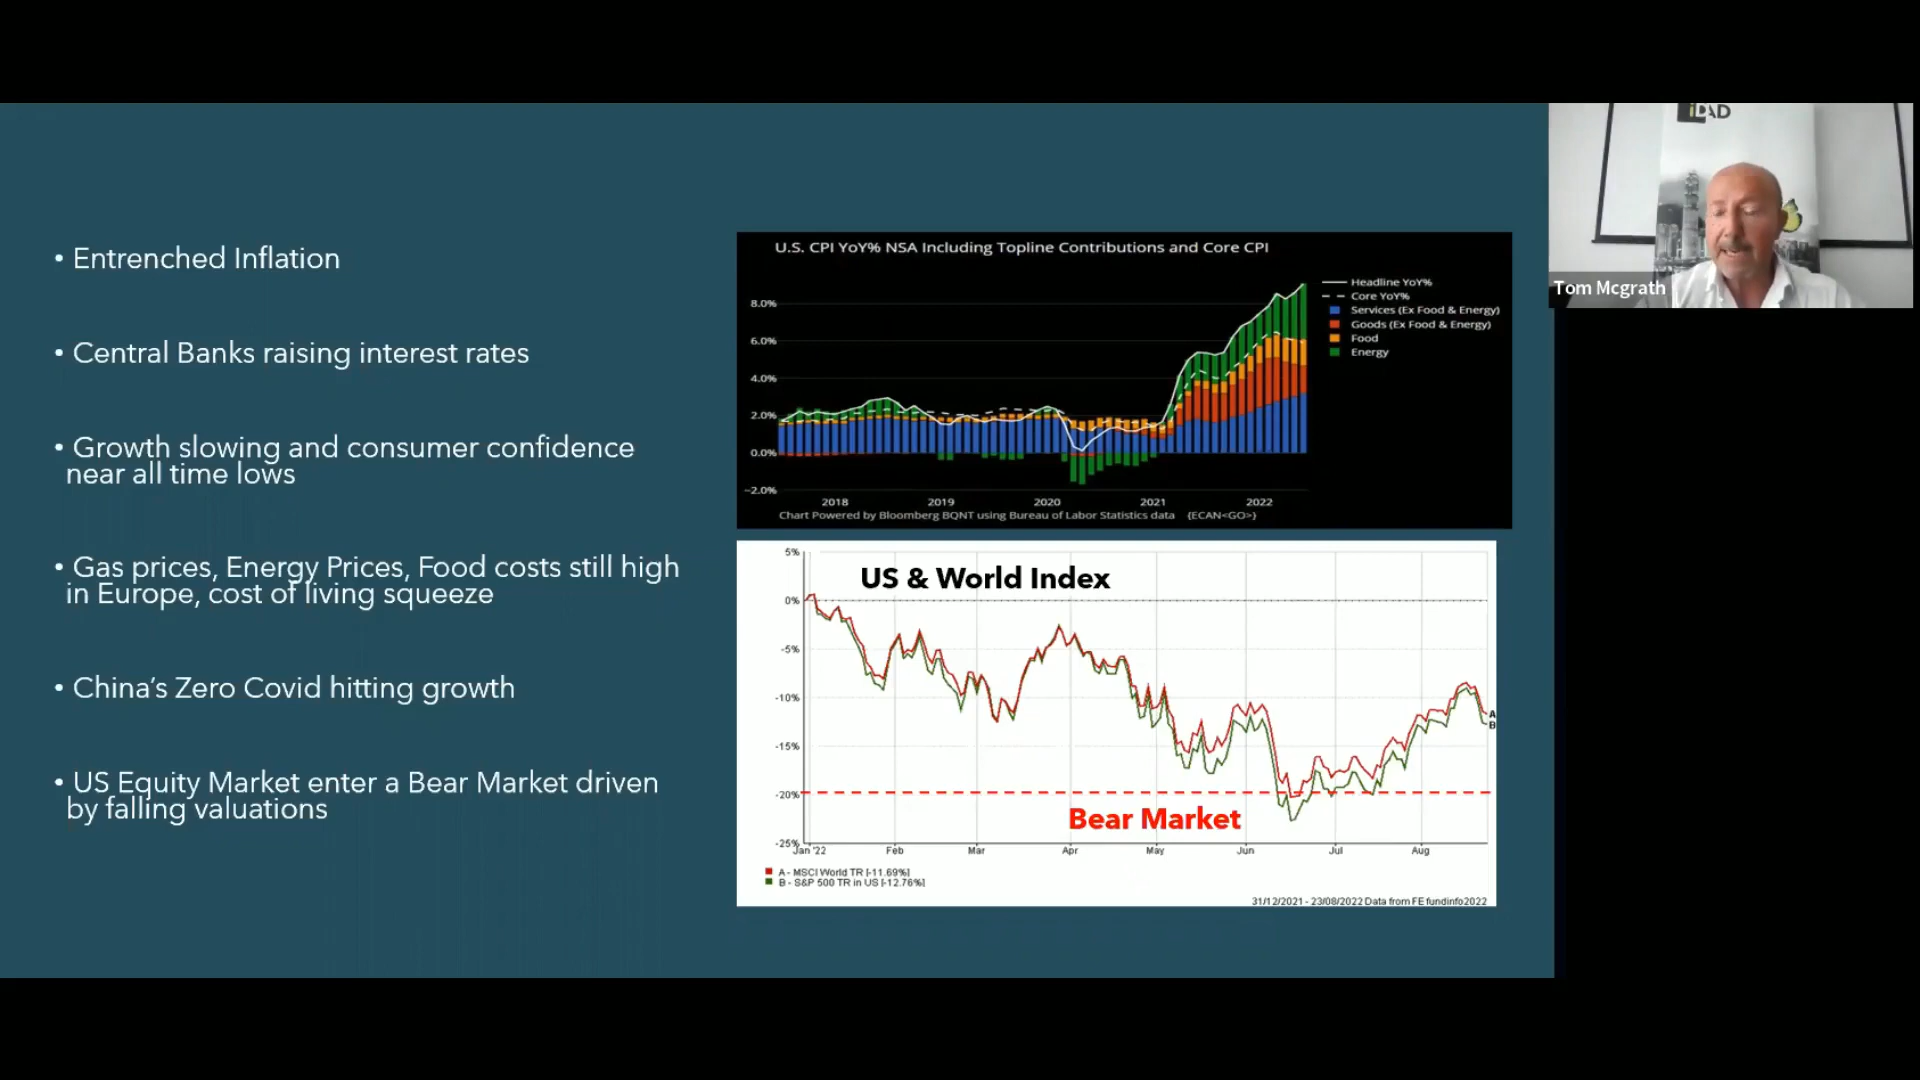 • Entrenched Inflation
• Central Banks raising interest rates
• Growth slowing and consumer confidence
near all time lows
• Gas prices, Energy Prices, Food costs still high
in Europe, cost of living squeeze
• China’s Zero Covid hitting growth
• US Equity Market enter a Bear Market driven
by falling valuations
U.S. CPI YoY% NSA Including Topline Contributions and Core CPI
Headline YoY%
Core YoY%
Services (Ex Food & Energy)
Goods (Ex Food & Energy)
Food
Energy
8.0%
6.0%
4.0%
2.0%
0.0%
−2.0%
2018 2019 2020 2021 2022
Chart Powered by Bloomberg BQNT using Bureau of Labor Statistics data {ECAN<GO>}
US & World Index
5%
0%
-5%
-10%
-15%
-20%
-25%
A
B
Bear Market
Jan '22 Feb Mar Apr May Jun Jul Aug
A - MSCI World TR [-11.69%]
B - S&P 500 TR in US [-12.76%]
31/12/2021 - 23/08/2022 Data from FE fundinfo2022
iDAD
Tom Mcgrath